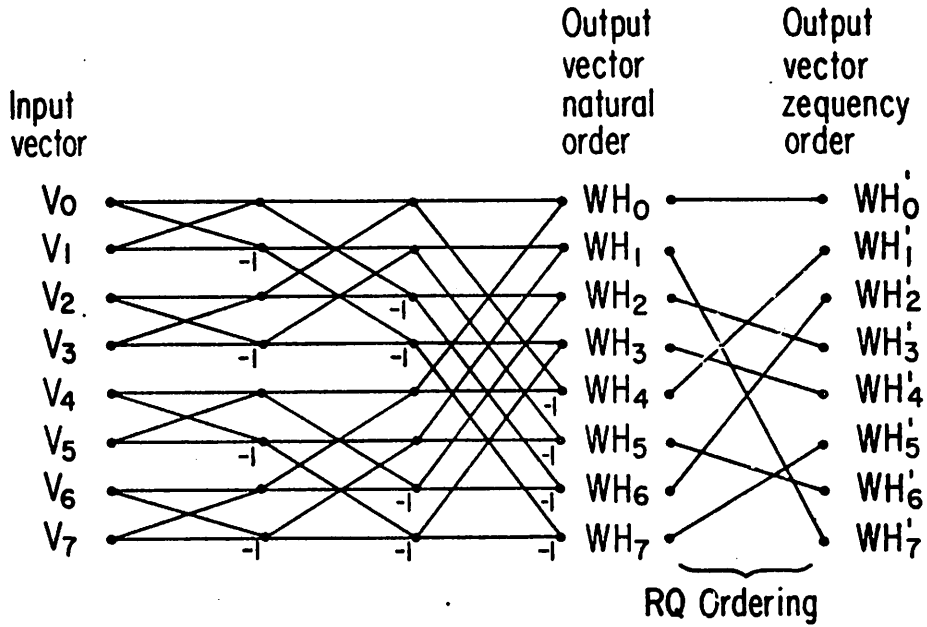 Input
vector
Output
vector
natural
order
Output
vector
zequency
order
V0 WH0 WH'0
V1 -1 WH1 WH'1
V2 -1 WH2 WH'2
V3 -1 -1 WH3 WH'3
V4 -1 WH4 WH'4
V5 -1 -1 WH5 WH'5
V6 -1 -1 WH6 WH'6
V7 -1 -1 -1 WH7 WH'7
RQ Ordering